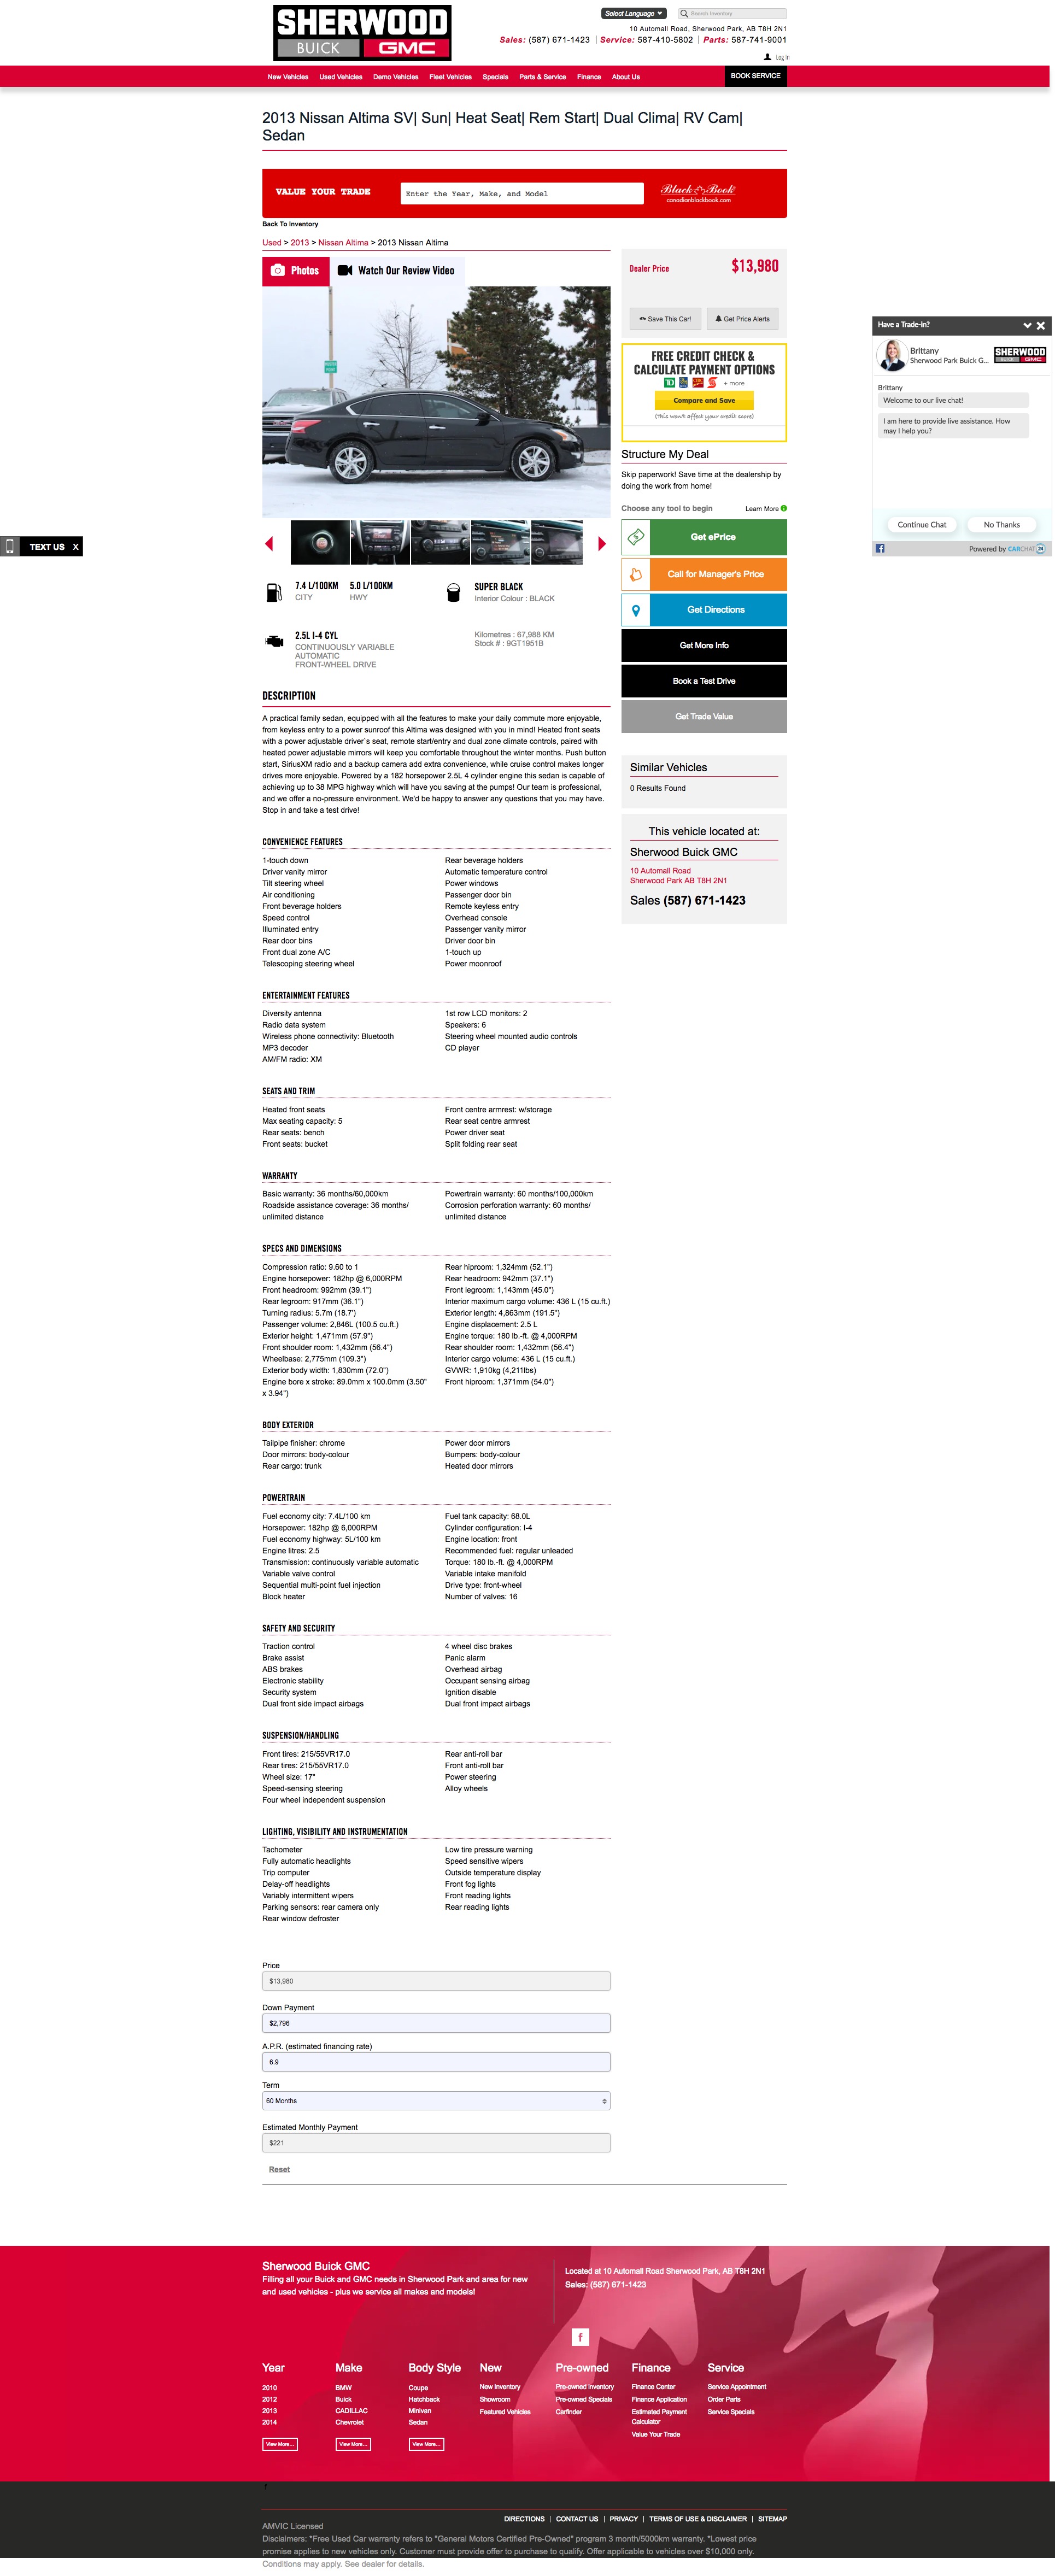 SHERWOOD
BUICK GMC
Select Language ▼
Search Inventory
10 Automall Road, Sherwood Park, AB T8H 2N1
Sales: (587) 671-1423 | Service: 587-410-5802 | Parts: 587-741-9001
Log In
New Vehicles Used Vehicles Demo Vehicles Fleet Vehicles Specials Parts & Service Finance About Us
BOOK SERVICE
2013 Nissan Altima SV| Sun| Heat Seat| Rem Start| Dual Clima| RV Cam|
Sedan
VALUE YOUR TRADE
Enter the Year, Make, and Model
Black Book
canadianblackbook.com
Back To Inventory
Used > 2013 > Nissan Altima > 2013 Nissan Altima
Photos
Watch Our Review Video
7.4 L/100KM 5.0 L/100KM
CITY HWY
SUPER BLACK
Interior Colour : BLACK
2.5L I-4 CYL
CONTINUOUSLY VARIABLE
AUTOMATIC
FRONT-WHEEL DRIVE
Kilometres : 67,988 KM
Stock # : 9GT1951B
DESCRIPTION
A practical family sedan, equipped with all the features to make your daily commute more enjoyable,
from keyless entry to a power sunroof this Altima was designed with you in mind! Heated front seats
with a power adjustable driver`s seat, remote start/entry and dual zone climate controls, paired with
heated power adjustable mirrors will keep you comfortable throughout the winter months. Push button
start, SiriusXM radio and a backup camera add extra convenience, while cruise control makes longer
drives more enjoyable. Powered by a 182 horsepower 2.5L 4 cylinder engine this sedan is capable of
achieving up to 38 MPG highway which will have you saving at the pumps! Our team is professional,
and we offer a no-pressure environment. We'd be happy to answer any questions that you may have.
Stop in and take a test drive!
CONVENIENCE FEATURES
1-touch down
Driver vanity mirror
Tilt steering wheel
Air conditioning
Front beverage holders
Speed control
Illuminated entry
Rear door bins
Front dual zone A/C
Telescoping steering wheel
Rear beverage holders
Automatic temperature control
Power windows
Passenger door bin
Remote keyless entry
Overhead console
Passenger vanity mirror
Driver door bin
1-touch up
Power moonroof
ENTERTAINMENT FEATURES
Diversity antenna
Radio data system
Wireless phone connectivity: Bluetooth
MP3 decoder
AM/FM radio: XM
1st row LCD monitors: 2
Speakers: 6
Steering wheel mounted audio controls
CD player
SEATS AND TRIM
Heated front seats
Max seating capacity: 5
Rear seats: bench
Front seats: bucket
Front centre armrest: w/storage
Rear seat centre armrest
Power driver seat
Split folding rear seat
WARRANTY
Basic warranty: 36 months/60,000km
Roadside assistance coverage: 36 months/
unlimited distance
Powertrain warranty: 60 months/100,000km
Corrosion perforation warranty: 60 months/
unlimited distance
SPECS AND DIMENSIONS
Compression ratio: 9.60 to 1
Engine horsepower: 182hp @ 6,000RPM
Front headroom: 992mm (39.1")
Rear legroom: 917mm (36.1")
Turning radius: 5.7m (18.7')
Passenger volume: 2,846L (100.5 cu.ft.)
Exterior height: 1,471mm (57.9")
Front shoulder room: 1,432mm (56.4")
Wheelbase: 2,775mm (109.3")
Exterior body width: 1,830mm (72.0")
Engine bore x stroke: 89.0mm x 100.0mm (3.50"
x 3.94")
Rear hiproom: 1,324mm (52.1")
Rear headroom: 942mm (37.1")
Front legroom: 1,143mm (45.0")
Interior maximum cargo volume: 436 L (15 cu.ft.)
Exterior length: 4,863mm (191.5")
Engine displacement: 2.5 L
Engine torque: 180 lb.-ft. @ 4,000RPM
Rear shoulder room: 1,432mm (56.4")
Interior cargo volume: 436 L (15 cu.ft.)
GVWR: 1,910kg (4,211lbs)
Front hiproom: 1,371mm (54.0")
BODY EXTERIOR
Tailpipe finisher: chrome
Door mirrors: body-colour
Rear cargo: trunk
Power door mirrors
Bumpers: body-colour
Heated door mirrors
POWERTRAIN
Fuel economy city: 7.4L/100 km
Horsepower: 182hp @ 6,000RPM
Fuel economy highway: 5L/100 km
Engine litres: 2.5
Transmission: continuously variable automatic
Variable valve control
Sequential multi-point fuel injection
Block heater
Fuel tank capacity: 68.0L
Cylinder configuration: I-4
Engine location: front
Recommended fuel: regular unleaded
Torque: 180 lb.-ft. @ 4,000RPM
Variable intake manifold
Drive type: front-wheel
Number of valves: 16
SAFETY AND SECURITY
Traction control
Brake assist
ABS brakes
Electronic stability
Security system
Dual front side impact airbags
4 wheel disc brakes
Panic alarm
Overhead airbag
Occupant sensing airbag
Ignition disable
Dual front impact airbags
SUSPENSION/HANDLING
Front tires: 215/55VR17.0
Rear tires: 215/55VR17.0
Wheel size: 17"
Speed-sensing steering
Four wheel independent suspension
Rear anti-roll bar
Front anti-roll bar
Power steering
Alloy wheels
LIGHTING, VISIBILITY AND INSTRUMENTATION
Tachometer
Fully automatic headlights
Trip computer
Delay-off headlights
Variably intermittent wipers
Parking sensors: rear camera only
Rear window defroster
Low tire pressure warning
Speed sensitive wipers
Outside temperature display
Front fog lights
Front reading lights
Rear reading lights
Price
$13,980
Down Payment
$2,796
A.P.R. (estimated financing rate)
6.9
Term
60 Months
Estimated Monthly Payment
$221
Reset
Dealer Price $13,980
Save This Car!
Get Price Alerts
FREE CREDIT CHECK &
CALCULATE PAYMENT OPTIONS
+ more
Compare and Save
(This won't affect your credit score)
Structure My Deal
Skip paperwork! Save time at the dealership by
doing the work from home!
Choose any tool to begin Learn More
Get ePrice
Call for Manager's Price
Get Directions
Get More Info
Book a Test Drive
Get Trade Value
Similar Vehicles
0 Results Found
This vehicle located at:
Sherwood Buick GMC
10 Automall Road
Sherwood Park AB T8H 2N1
Sales (587) 671-1423
Have a Trade-in?
Brittany
Sherwood Park Buick G...
SHERWOOD
BUICK GMC
Brittany
Welcome to our live chat!
I am here to provide live assistance. How
may I help you?
Continue Chat
No Thanks
Powered by CARCHAT 24
TEXT US X
Sherwood Buick GMC
Filling all your Buick and GMC needs in Sherwood Park and area for new
and used vehicles - plus we service all makes and models!
Located at 10 Automall Road Sherwood Park, AB T8H 2N1
Sales: (587) 671-1423
Year
2010
2012
2013
2014
View More...
Make
BMW
Buick
CADILLAC
Chevrolet
View More...
Body Style
Coupe
Hatchback
Minivan
Sedan
View More...
New
New Inventory
Showroom
Featured Vehicles
Pre-owned
Pre-owned Inventory
Pre-owned Specials
Carfinder
Finance
Finance Center
Finance Application
Estimated Payment
Calculator
Value Your Trade
Service
Service Appointment
Order Parts
Service Specials
DIRECTIONS | CONTACT US | PRIVACY | TERMS OF USE & DISCLAIMER | SITEMAP
AMVIC Licensed
Disclaimers: *Free Used Car warranty refers to "General Motors Certified Pre-Owned" program 3 month/5000km warranty. *Lowest price
promise applies to new vehicles only. Customer must provide offer to purchase to qualify. Offer applicable to vehicles over $10,000 only.
Conditions may apply. See dealer for details.